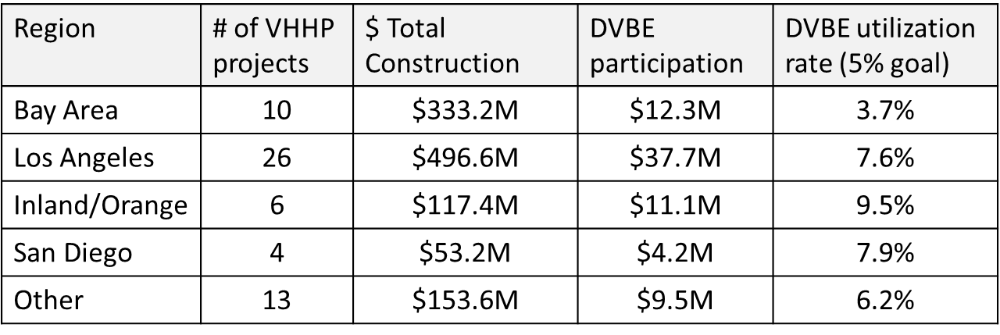 Region
# of VHHP
projects
$ Total
Construction
DVBE
participation
DVBE utilization
rate (5% goal)
Bay Area
10
$333.2M
$12.3M
3.7%
Los Angeles
26
$496.6M
$37.7M
7.6%
Inland/Orange
6
$117.4M
$11.1M
9.5%
San Diego
4
$53.2M
$4.2M
7.9%
Other
13
$153.6M
$9.5M
6.2%